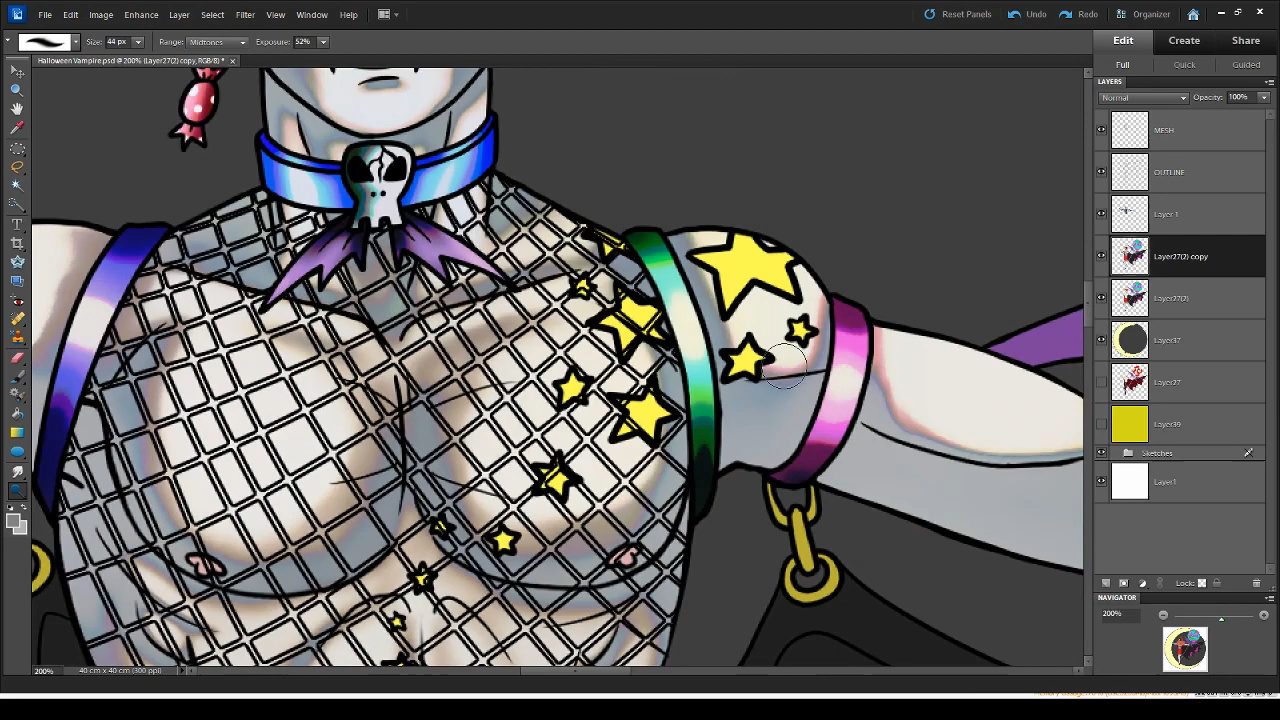 File Edit Image Enhance Layer Select Filter View Window Help Reset Panels Undo Redo Organizer
Size: 44 px Range: Midtones Exposure: 52%
Edit Create Share
Halloween Vampire.psd @ 200% (Layer27(2) copy, RGB/8) *
Full Quick Guided
LAYERS
Normal Opacity: 100%
MESH
OUTLINE
Layer 1
Layer27(2) copy
Layer27(2)
Layer37
Layer27
Layer39
Sketches
Layer1
Lock:
NAVIGATOR
200%
200% 40 cm x 40 cm (300 ppi)